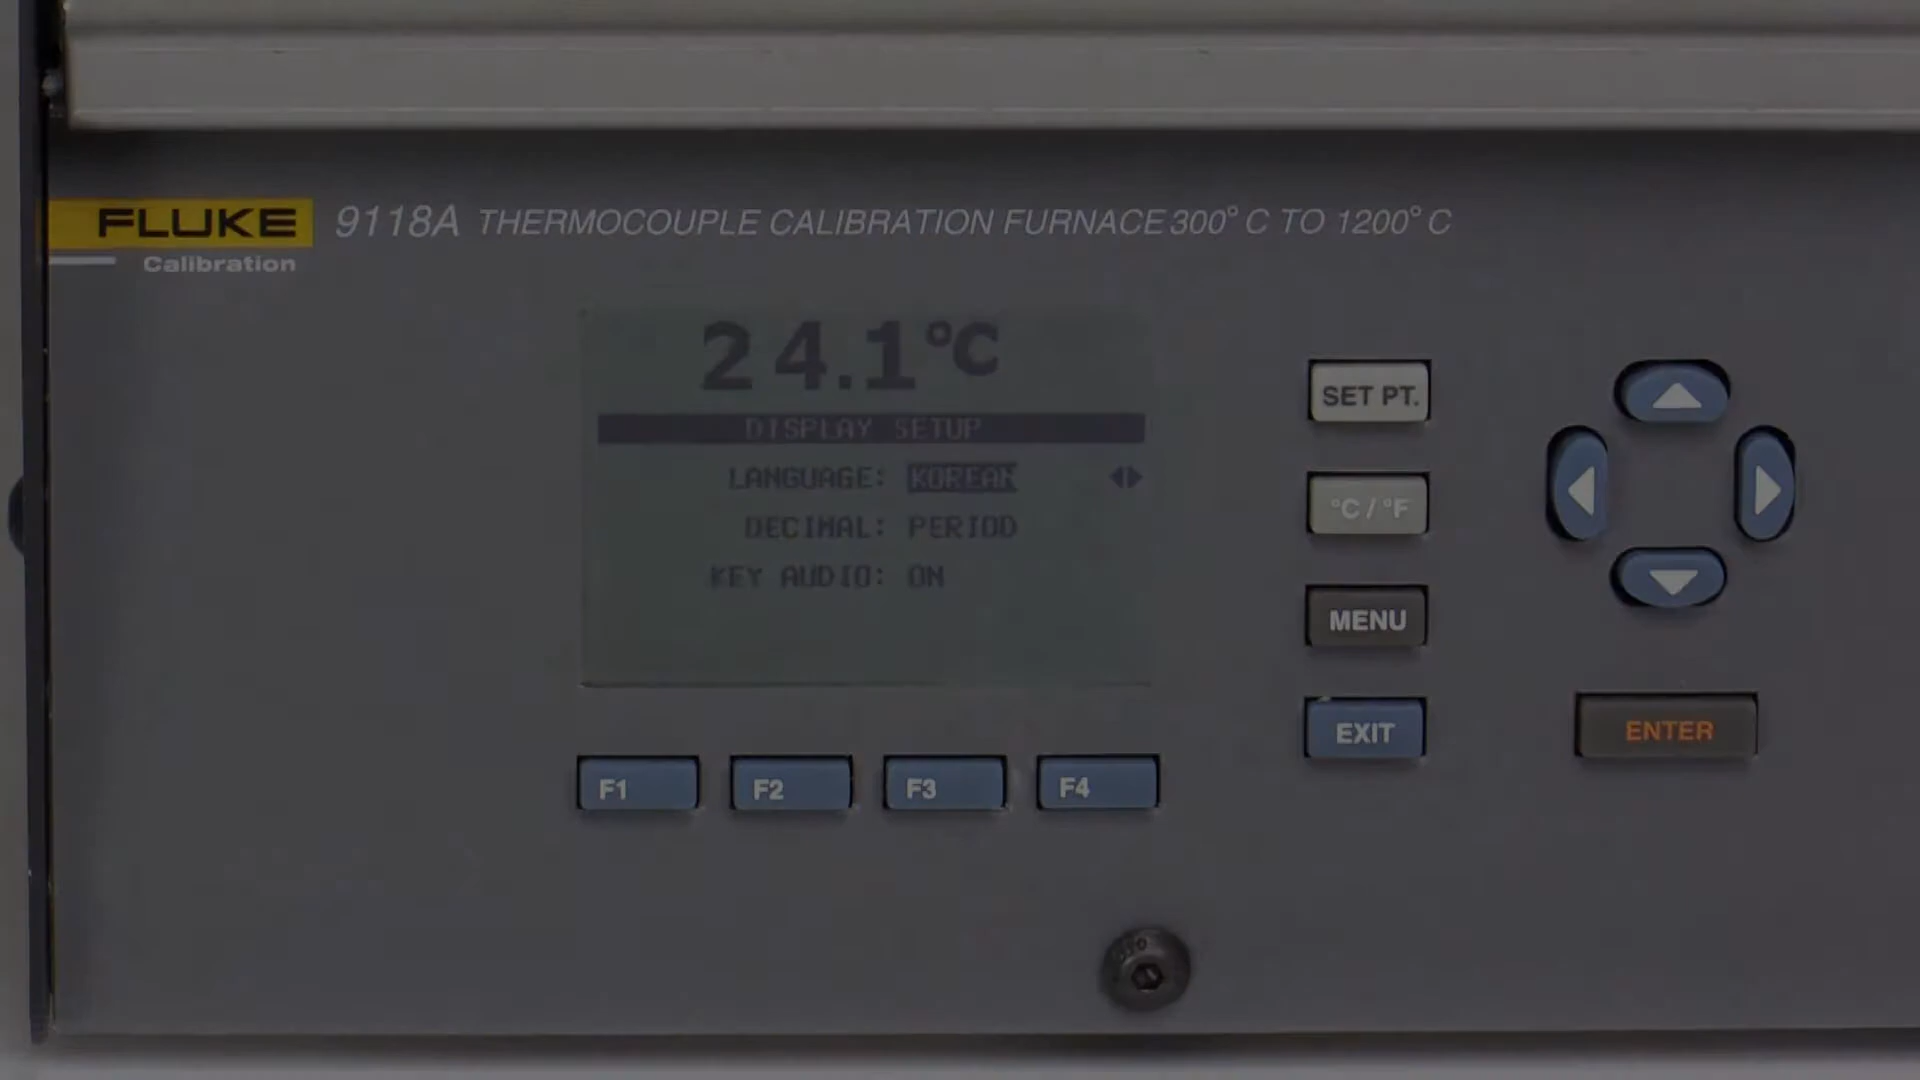 FLUKE
Calibration
9118A THERMOCOUPLE CALIBRATION FURNACE 300° C TO 1200° C
24.1°C
DISPLAY SETUP
LANGUAGE: KOREAN
DECIMAL: PERIOD
KEY AUDIO: ON
SET PT.
°C / °F
MENU
EXIT
ENTER
F1 F2 F3 F4